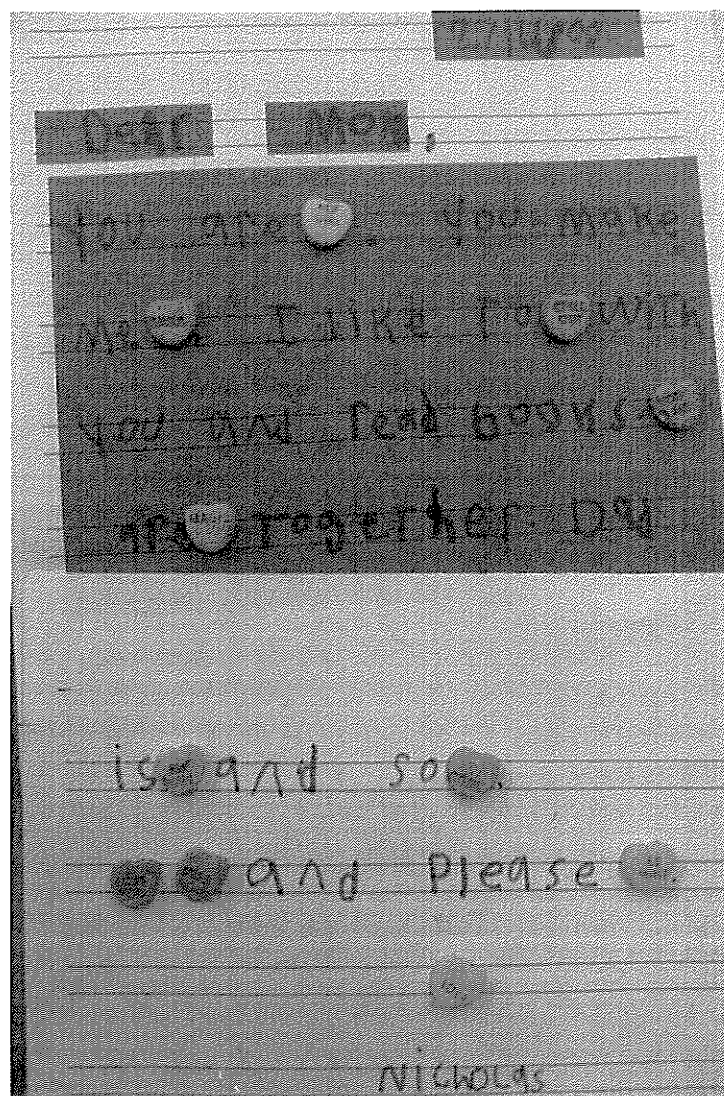 Dear Mom,
You are . You make
Me I like To with
you and read books
are Together Dad
is and so .
and Please
Nicholas